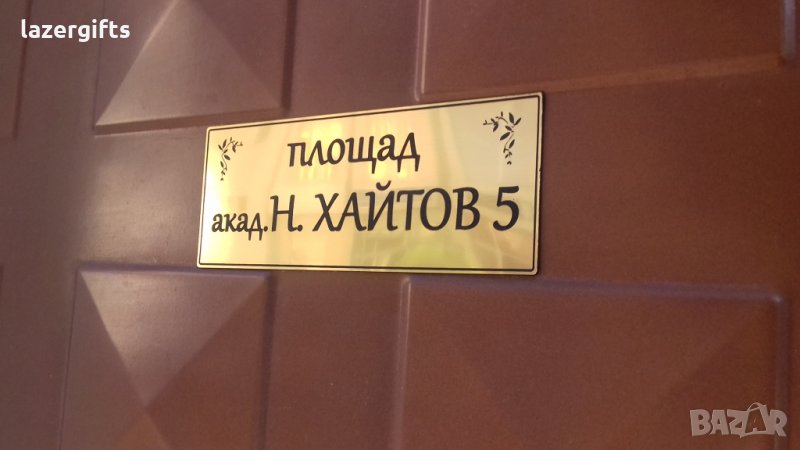 lazergifts
площад
акад. Н. ХАЙТОВ 5
BAZAR